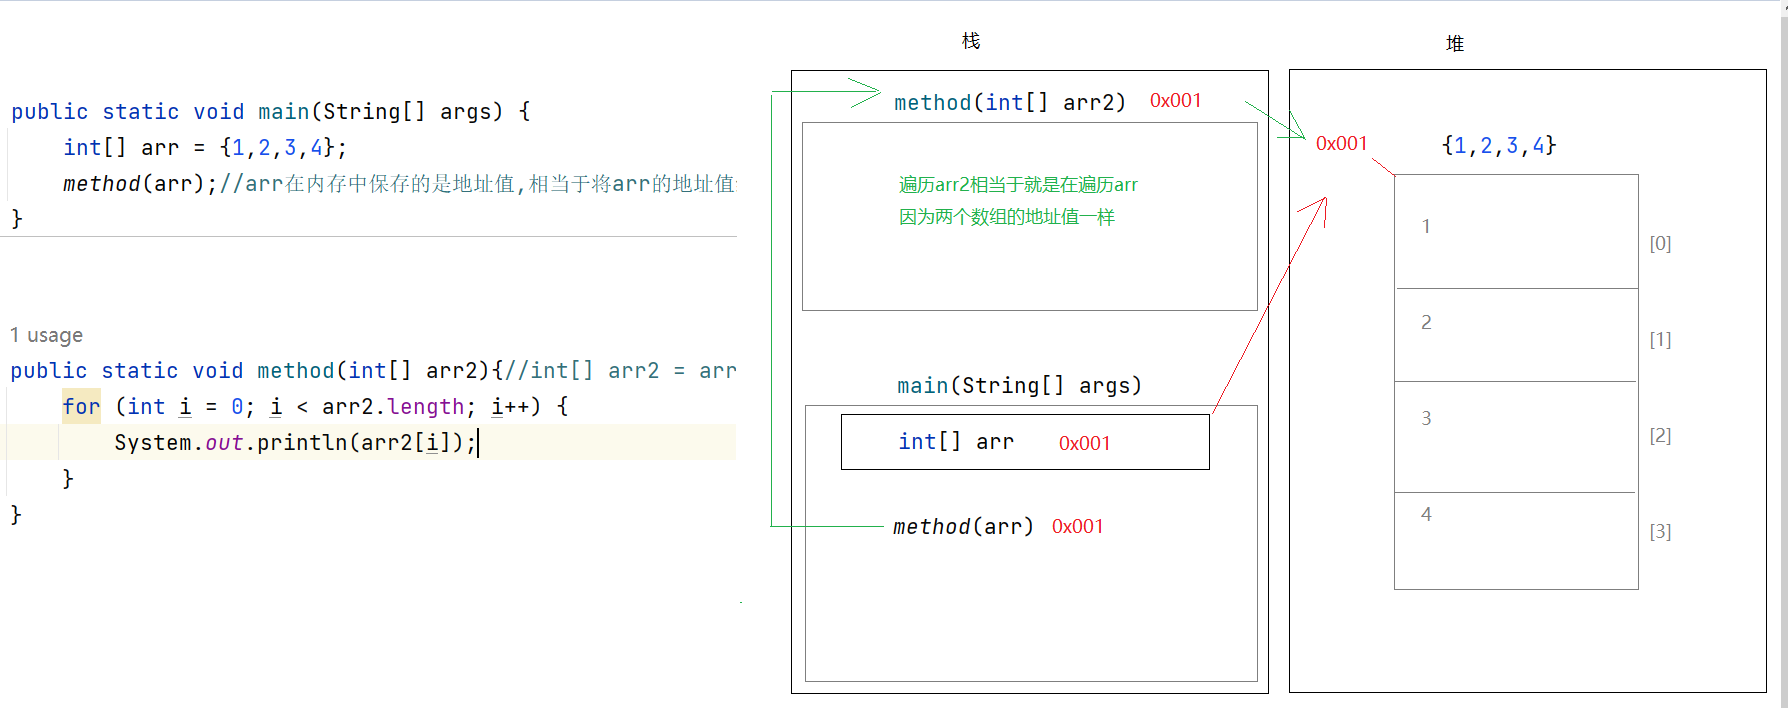 public static void main(String[] args) {
int[] arr = {1,2,3,4};
method(arr);//arr在内存中保存的是地址值,相当于将arr的地址值
}
1 usage
public static void method(int[] arr2){//int[] arr2 = arr
for (int i = 0; i < arr2.length; i++) {
System.out.println(arr2[i]);
}
}
栈
method(int[] arr2) 0x001
遍历arr2相当于就是在遍历arr
因为两个数组的地址值一样
main(String[] args)
int[] arr 0x001
method(arr) 0x001
堆
0x001 {1,2,3,4}
1 [0]
2 [1]
3 [2]
4 [3]